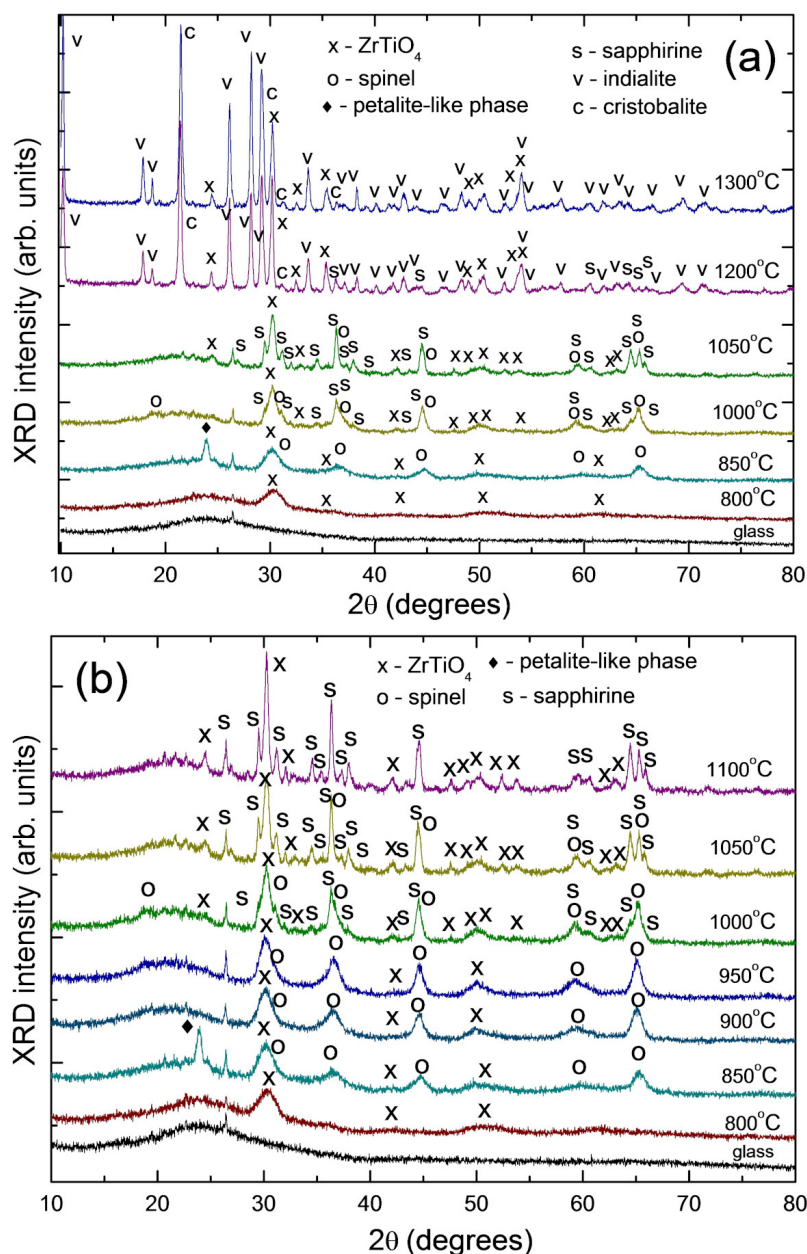 (a)
x - ZrTiO₄
o - spinel
♦ - petalite-like phase
s - sapphirine
v - indialite
c - cristobalite
XRD intensity (arb. units)
v c v v v c x
v v x c x v x c v v v v v x x v x v x v v v v v v v v
1300°C
v c v v v x
v v x c x v x s v v v v v s v x x v x v x v v s v v s s v v v
1200°C
x s s x s x s s o s s s x s s o x x x x x s o s x x s s o s
1050°C
o x s o s x s s s o s x s s o x x x x s o s x x s s o s
1000°C
♦ x o x o x o x o x o
850°C
x x x x x
800°C
glass
10 20 30 40 50 60 70 80
2θ (degrees)
(b)
x - ZrTiO₄
♦ - petalite-like phase
o - spinel
s - sapphirine
XRD intensity (arb. units)
x s s x s x s s s s x s x x x x x s s x x s s s
1100°C
x s s x s x s s o s s x s s o x x x x s o s x x s s o s
1050°C
o x s x o s x s s o s x s s o x x x x s o s x x s o s
1000°C
x o o x o x o o
950°C
x o o x o x o o
900°C
♦ x o o x o x o o
850°C
x x x
800°C
glass
10 20 30 40 50 60 70 80
2θ (degrees)